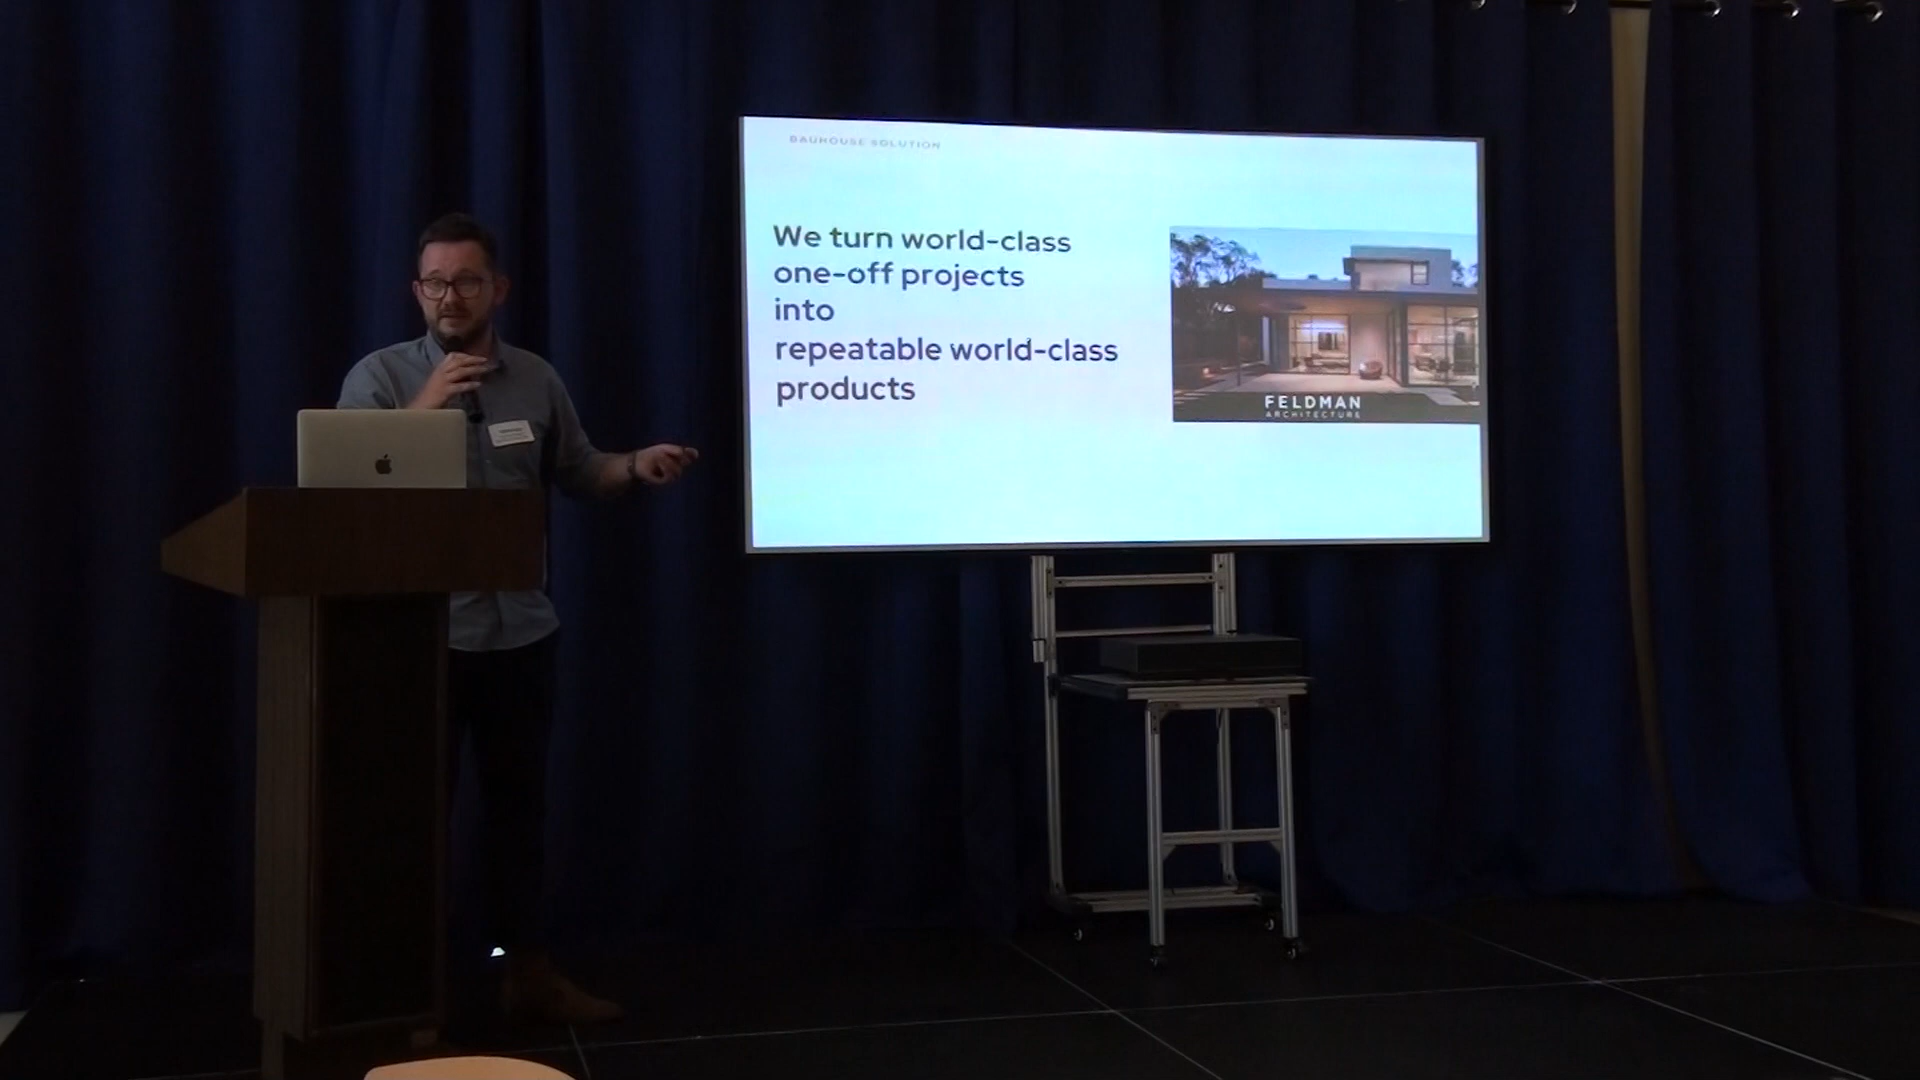 BAUHOUSE SOLUTION
We turn world-class
one-off projects
into
repeatable world-class
products
FELDMAN
ARCHITECTURE